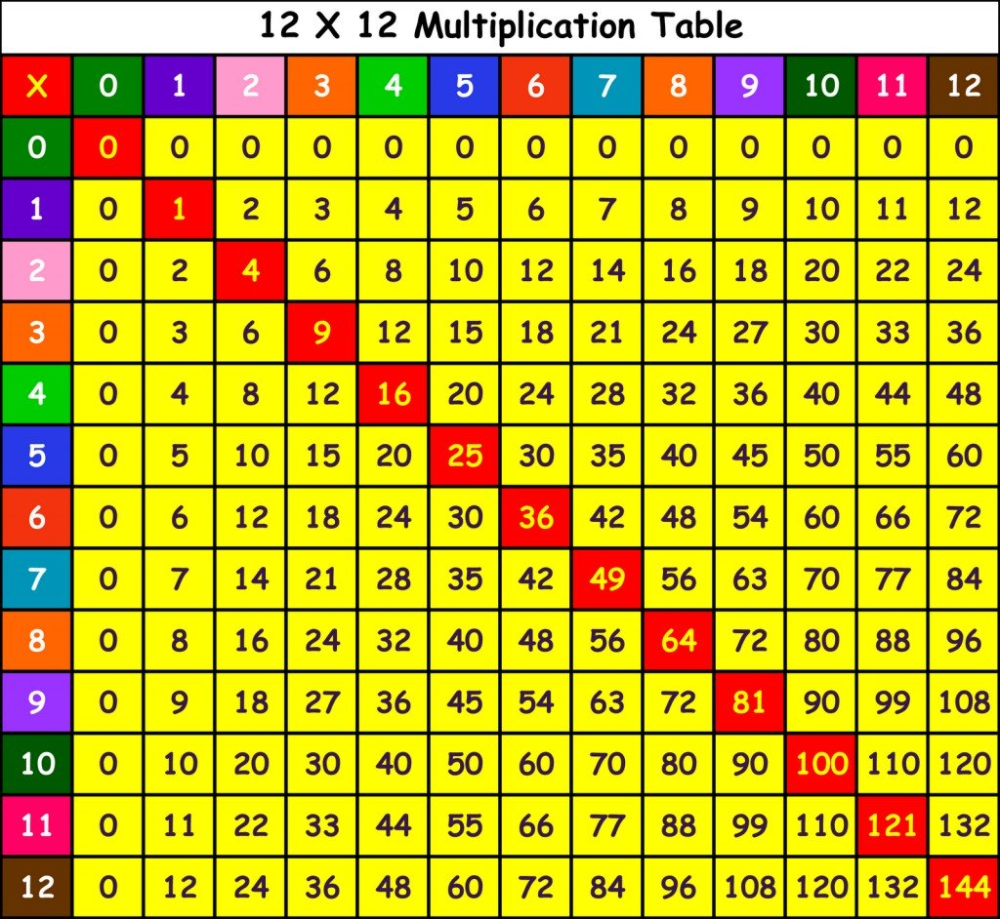 12 X 12 Multiplication Table
X 0 1 2 3 4 5 6 7 8 9 10 11 12
0 0 0 0 0 0 0 0 0 0 0 0 0 0
1 0 1 2 3 4 5 6 7 8 9 10 11 12
2 0 2 4 6 8 10 12 14 16 18 20 22 24
3 0 3 6 9 12 15 18 21 24 27 30 33 36
4 0 4 8 12 16 20 24 28 32 36 40 44 48
5 0 5 10 15 20 25 30 35 40 45 50 55 60
6 0 6 12 18 24 30 36 42 48 54 60 66 72
7 0 7 14 21 28 35 42 49 56 63 70 77 84
8 0 8 16 24 32 40 48 56 64 72 80 88 96
9 0 9 18 27 36 45 54 63 72 81 90 99 108
10 0 10 20 30 40 50 60 70 80 90 100 110 120
11 0 11 22 33 44 55 66 77 88 99 110 121 132
12 0 12 24 36 48 60 72 84 96 108 120 132 144